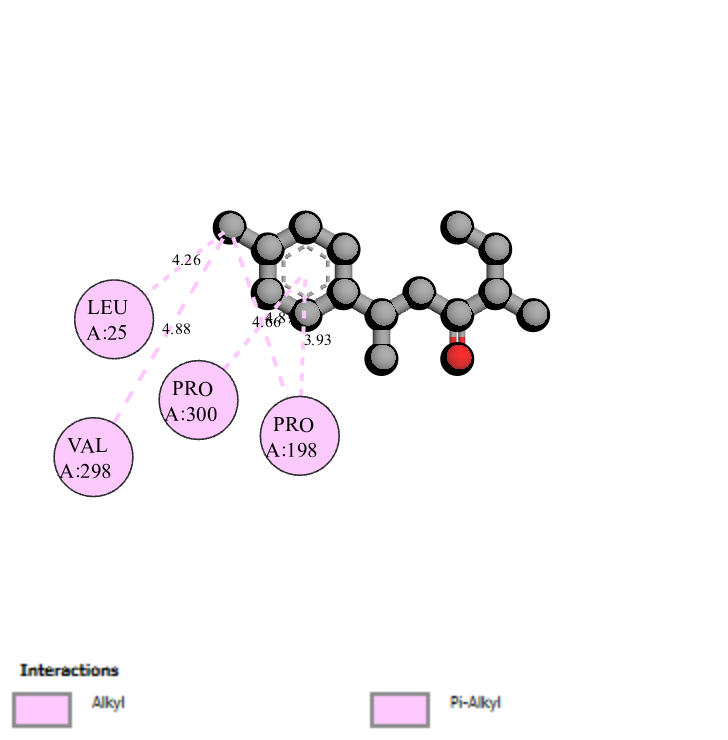 4.26
LEU
A:25
4.66
4.88
3.93
PRO
A:300
PRO
A:198
VAL
A:298
Interactions
Alkyl
Pi-Alkyl